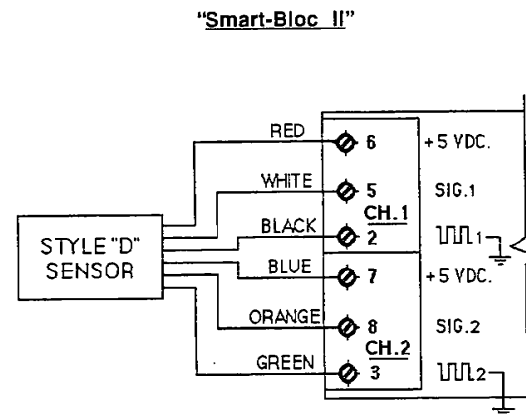 "Smart-Bloc II"
RED 6 +5 VDC.
WHITE 5 SIG.1
CH.1
BLACK 2 1
STYLE "D"
SENSOR
BLUE 7 +5 VDC.
ORANGE 8 SIG.2
CH.2
GREEN 3 2